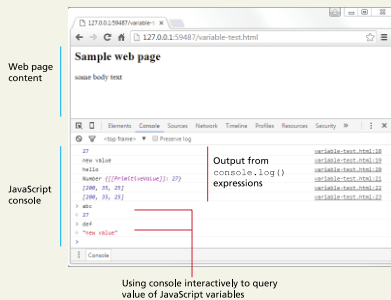 127.0.0.1:59487/variable-t
127.0.0.1:59487/variable-test.html
Sample web page
some body text
Web page
content
Elements Console Sources Network Timeline Profiles Resources Security »
<top frame> Preserve log
27 variable-test.html:18
new value variable-test.html:19
hello variable-test.html:20
Number {[[PrimitiveValue]]: 27} variable-test.html:21
[200, 35, 25] variable-test.html:22
[200, 35, 25] variable-test.html:23
Output from
console.log()
expressions
JavaScript
console
> abc
27
> def
"new value"
>
Console
Using console interactively to query
value of JavaScript variables